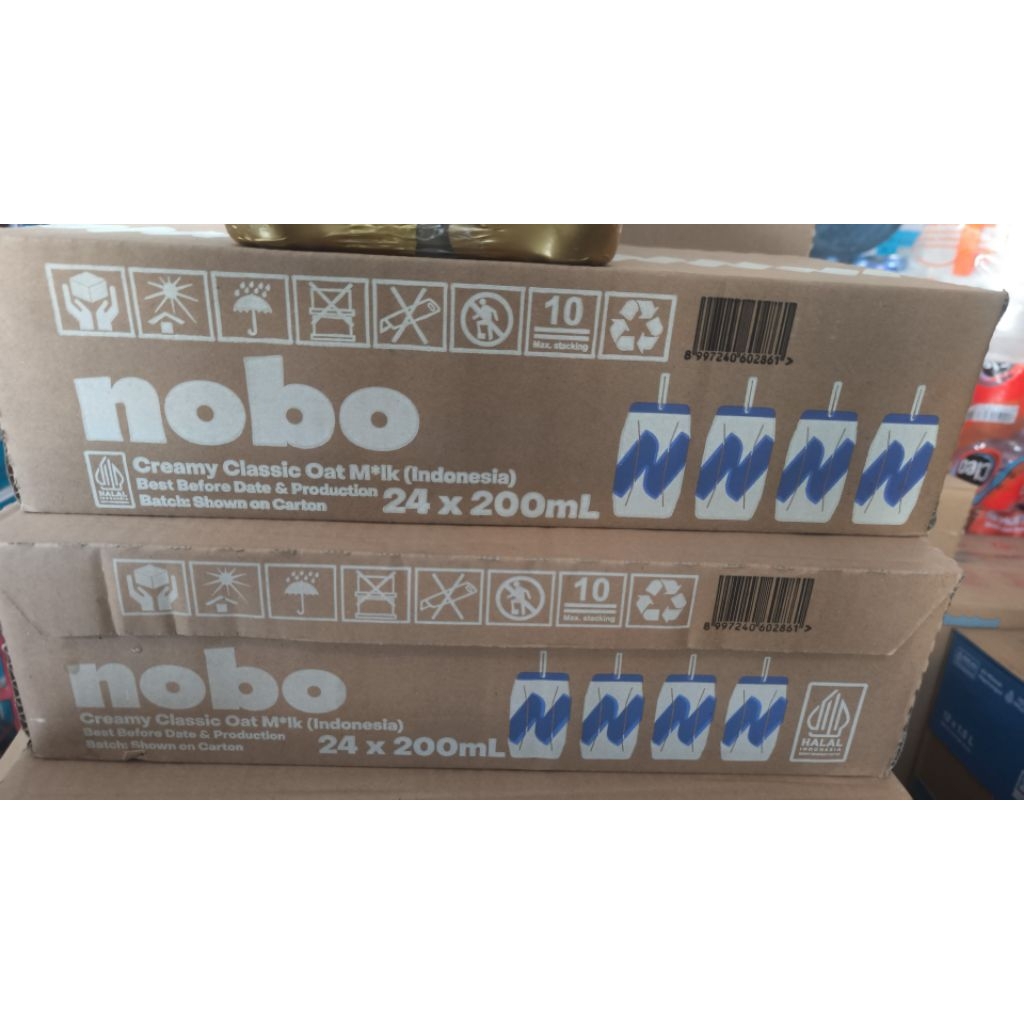 10
Max. stacking
8 997240 602861 >
nobo
HALAL
INDONESIA
Creamy Classic Oat M*lk (Indonesia)
Best Before Date & Production
Batch: Shown on Carton
24 x 200mL
10
Max. stacking
8 997240 602861 >
nobo
Creamy Classic Oat M*lk (Indonesia)
Best Before Date & Production
Batch: Shown on Carton
24 x 200mL
HALAL
INDONESIA